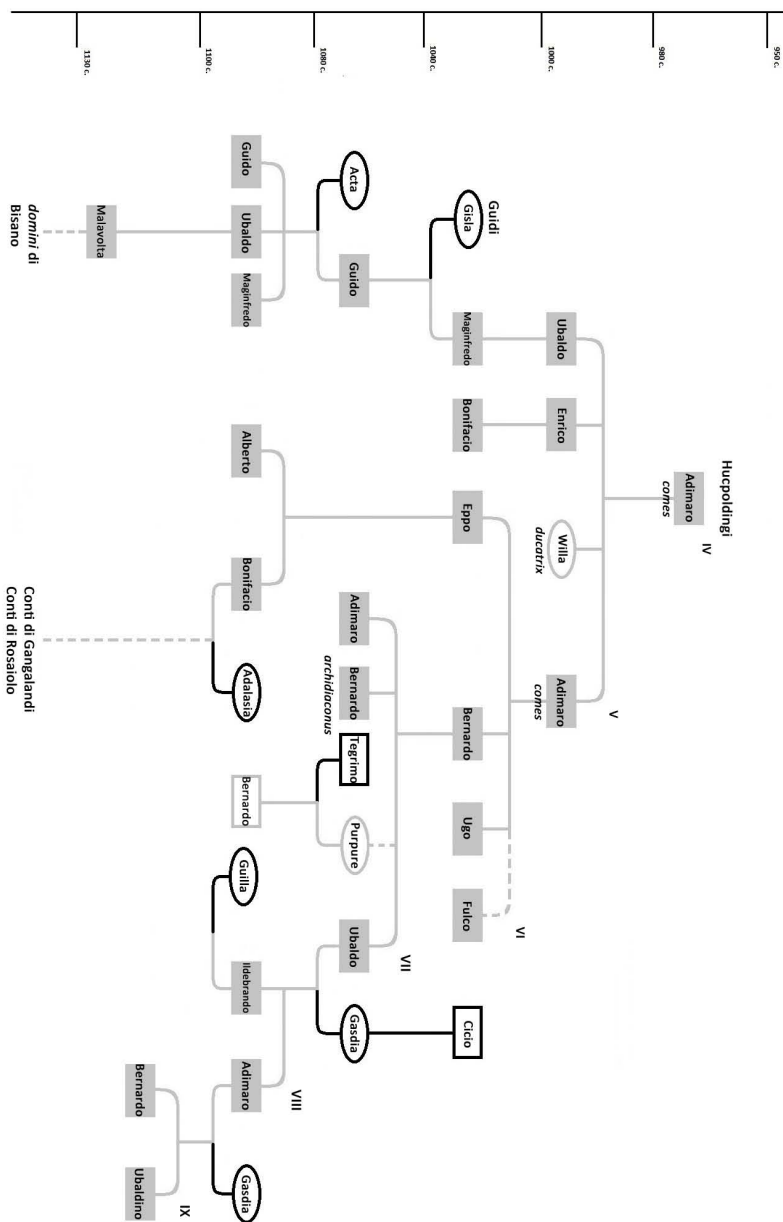 950 c.
Hucpoldingi
IV
Adimaro
comes
980 c.
V
Ubaldo
Enrico
Willa
Adimaro
ducatrix
comes
1000 c.
VI
Guidi
Gisla
Maginfredo
Bonifacio
Eppo
Bernardo
Ugo
Fulco
Cicio
1040 c.
VII
Acta
Guido
Adimaro
Bernardo
Tegrimo
Purpure
Ubaldo
Gasdia
archidiaconus
1080 c.
VIII
Guido
Ubaldo
Maginfredo
Alberto
Bonifacio
Adalasia
Bernardo
Guilla
Ildebrando
Adimaro
Gasdia
1100 c.
IX
Bernardo
Ubaldino
Malavolta
1130 c.
domini di
Bisano
Conti di Gangalandi
Conti di Rosaiolo